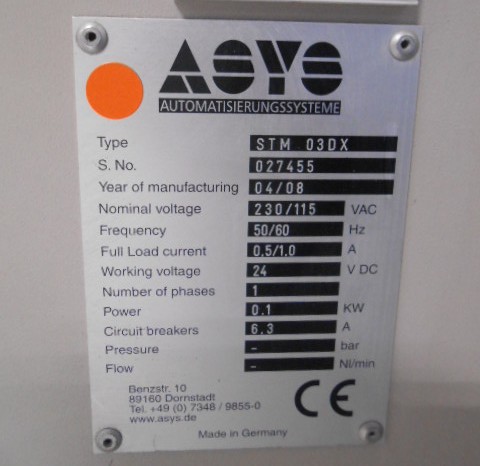 ASYS
AUTOMATISIERUNGSSYSTEME
Type STM 03DX
S. No. 027455
Year of manufacturing 04/08
Nominal voltage 230/115 VAC
Frequency 50/60 Hz
Full Load current 0.5/1.0 A
Working voltage 24 V DC
Number of phases 1
Power 0.1 KW
Circuit breakers 6.3 A
Pressure - bar
Flow - Nl/min
Benzstr. 10
89160 Dornstadt
Tel. +49 (0) 7348 / 9855-0
www.asys.de
CE
Made in Germany